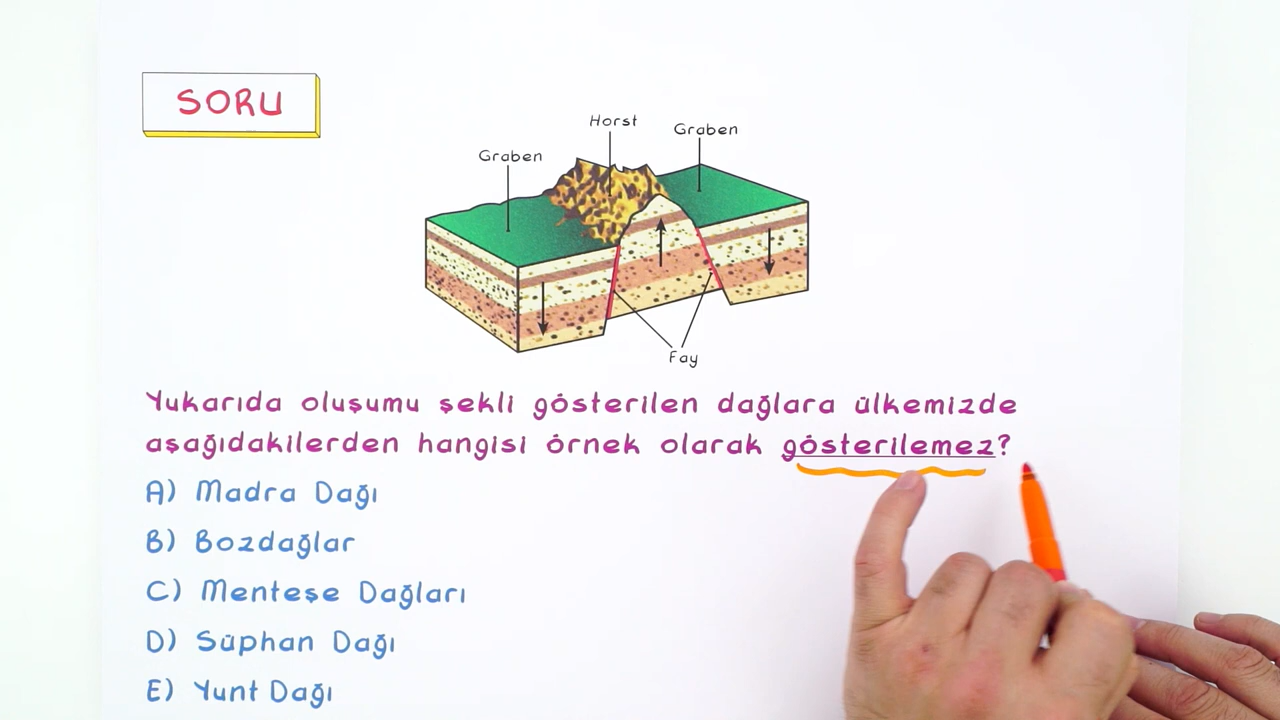 SORU
Horst
Graben
Graben
Fay
Yukarıda oluşumu şekli gösterilen dağlara ülkemizde
aşağıdakilerden hangisi örnek olarak gösterilemez?
A) Madra Dağı
B) Bozdağlar
C) Menteşe Dağları
D) Süphan Dağı
E) Yunt Dağı